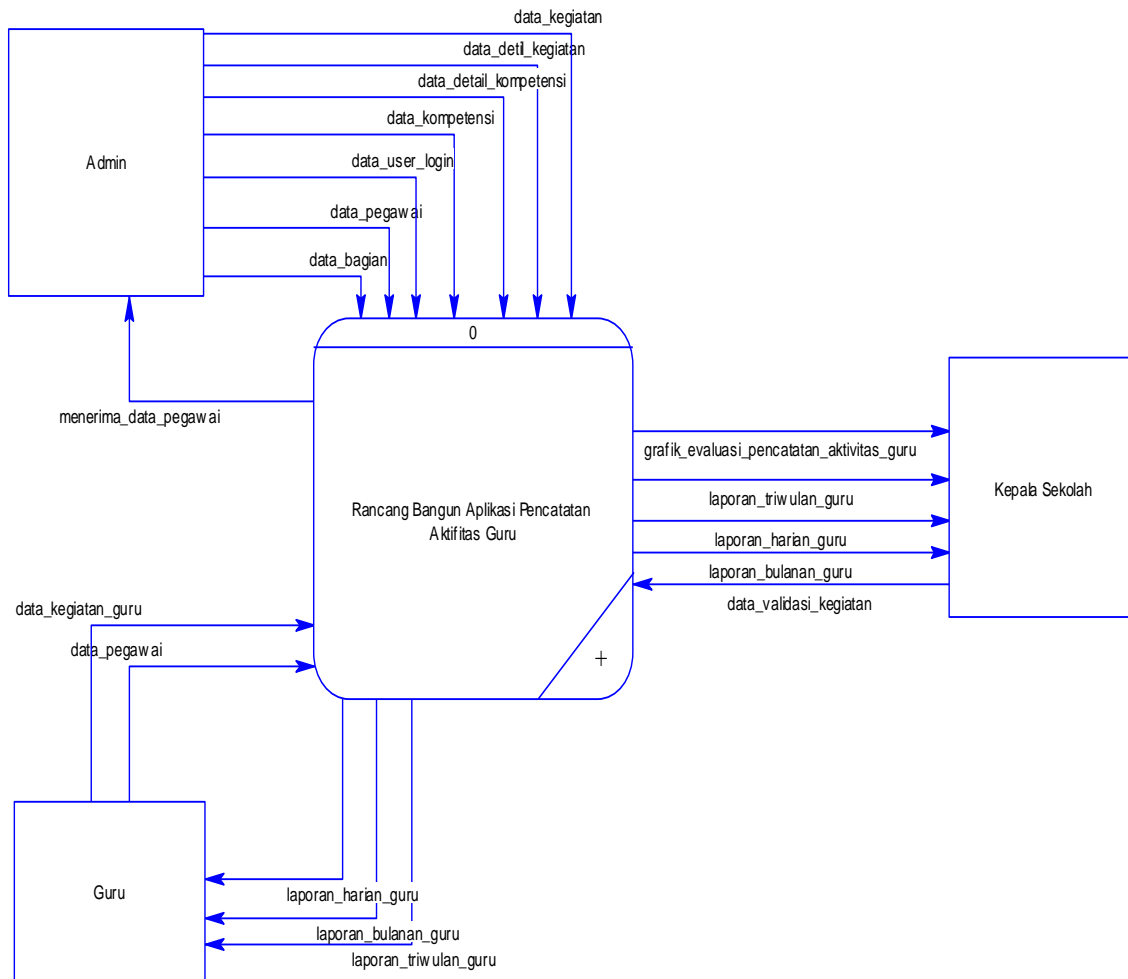 data_kegiatan
data_detil_kegiatan
data_detail_kompetensi
data_kompetensi
data_user_login
data_pegawai
data_bagian
Admin
0
menerima_data_pegawai
grafik_evaluasi_pencatatan_aktivitas_guru
laporan_triwulan_guru
laporan_harian_guru
laporan_bulanan_guru
data_validasi_kegiatan
Kepala Sekolah
Rancang Bangun Aplikasi Pencatatan
Aktifitas Guru
+
data_kegiatan_guru
data_pegawai
Guru
laporan_harian_guru
laporan_bulanan_guru
laporan_triwulan_guru